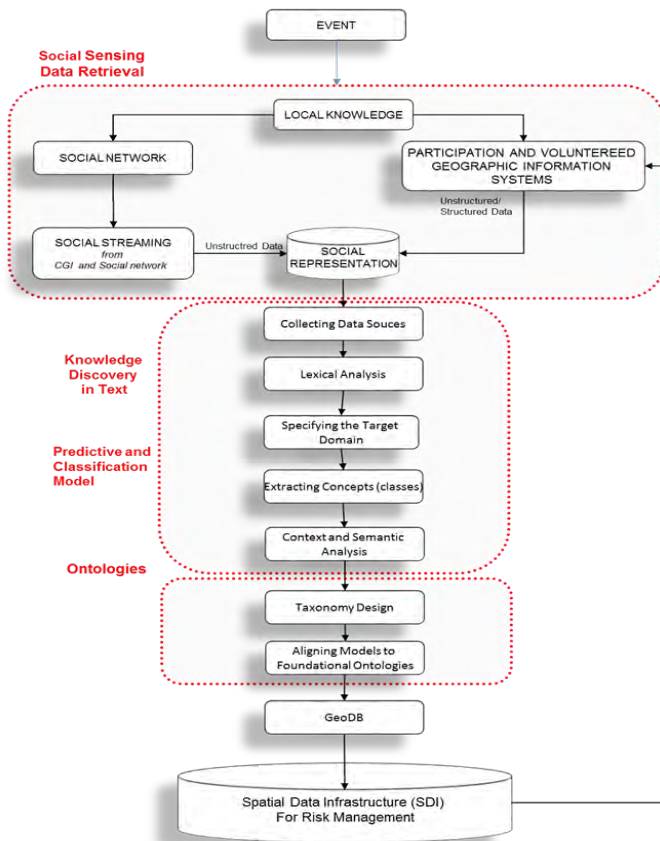 EVENT
Social Sensing
Data Retrieval
LOCAL KNOWLEDGE
SOCIAL NETWORK
PARTICIPATION AND VOLUNTEREED
GEOGRAPHIC INFORMATION
SYSTEMS
Unstructured/
Structured Data
SOCIAL STREAMING
from
CGI and Social network
Unstructred Data
SOCIAL
REPRESENTATION
Collecting Data Souces
Knowledge
Discovery
in Text
Lexical Analysis
Specifying the Target
Domain
Predictive and
Classification
Model
Extracting Concepts (classes)
Context and Semantic
Analysis
Ontologies
Taxonomy Design
Aligning Models to
Foundational Ontologies
GeoDB
Spatial Data Infrastructure (SDI)
For Risk Management